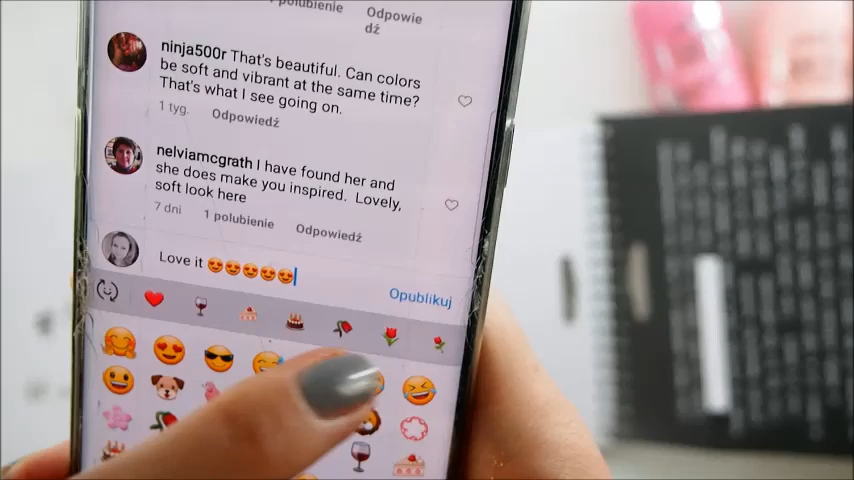 polubienie Odpowie
dź
ninja500r That's beautiful. Can colors
be soft and vibrant at the same time?
That's what I see going on.
1 tyg. Odpowiedź
nelviamcgrath I have found her and
she does make you inspired. Lovely,
soft look here
7 dni 1 polubienie Odpowiedź
Love it 😍😍😍😍😍
Opublikuj